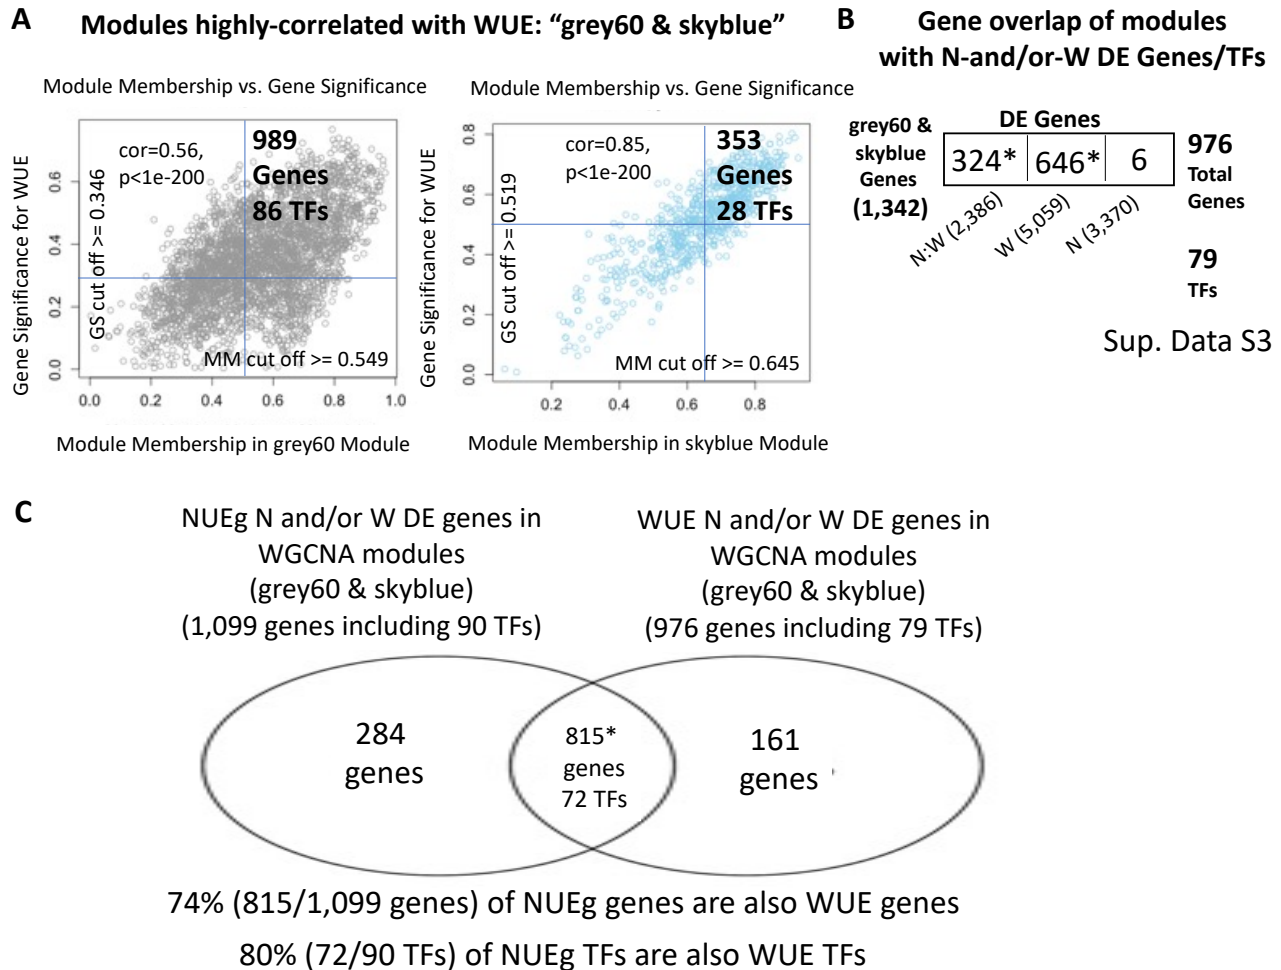 A
Modules highly-correlated with WUE: “grey60 & skyblue”
Module Membership vs. Gene Significance
Gene Significance for WUE
0.0
0.2
0.4
0.6
GS cut off >= 0.346
cor=0.56,
p<1e-200
989
Genes
86 TFs
MM cut off >= 0.549
0.0
0.2
0.4
0.6
0.8
1.0
Module Membership in grey60 Module
Module Membership vs. Gene Significance
Gene Significance for WUE
0.0
0.2
0.4
0.6
0.8
GS cut off >= 0.519
cor=0.85,
p<1e-200
353
Genes
28 TFs
MM cut off >= 0.645
0.2
0.4
0.6
0.8
Module Membership in skyblue Module
B
Gene overlap of modules
with N-and/or-W DE Genes/TFs
grey60 &
skyblue
Genes
(1,342)
DE Genes
324* 646* 6
N:W (2,386)
W (5,059)
N (3,370)
976
Total
Genes
79
TFs
Sup. Data S3
C
NUEg N and/or W DE genes in
WGCNA modules
(grey60 & skyblue)
(1,099 genes including 90 TFs)
WUE N and/or W DE genes in
WGCNA modules
(grey60 & skyblue)
(976 genes including 79 TFs)
284
genes
815*
genes
72 TFs
161
genes
74% (815/1,099 genes) of NUEg genes are also WUE genes
80% (72/90 TFs) of NUEg TFs are also WUE TFs